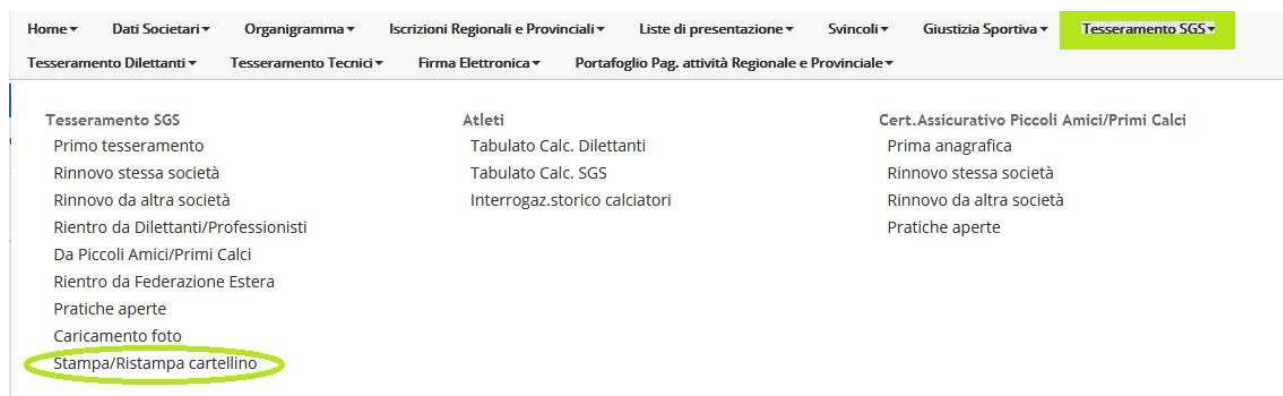 Home Dati Societari Organigramma Iscrizioni Regionali e Provinciali Liste di presentazione Svincoli Giustizia Sportiva Tesseramento SGS
Tesseramento Dilettanti Tesseramento Tecnici Firma Elettronica Portafoglio Pag. attività Regionale e Provinciale
Tesseramento SGS
Primo tesseramento
Rinnovo stessa società
Rinnovo da altra società
Rientro da Dilettanti/Professionisti
Da Piccoli Amici/Primi Calci
Rientro da Federazione Estera
Pratiche aperte
Caricamento foto
Stampa/Ristampa cartellino
Atleti
Tabulato Calc. Dilettanti
Tabulato Calc. SGS
Interrogaz.storico calciatori
Cert.Assicurativo Piccoli Amici/Primi Calci
Prima anagrafica
Rinnovo stessa società
Rinnovo da altra società
Pratiche aperte